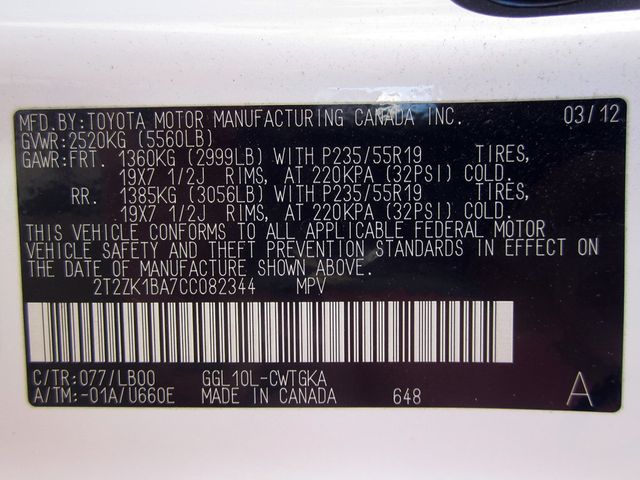 MFD.BY:TOYOTA MOTOR MANUFACTURING CANADA INC. 03/12
GVWR:2520KG (5560LB)
GAWR:FRT. 1360KG (2999LB) WITH P235/55R19 TIRES,
19X7 1/2J RIMS, AT 220KPA (32PSI) COLD.
RR. 1385KG (3056LB) WITH P235/55R19 TIRES,
19X7 1/2J RIMS, AT 220KPA (32PSI) COLD.
THIS VEHICLE CONFORMS TO ALL APPLICABLE FEDERAL MOTOR
VEHICLE SAFETY AND THEFT PREVENTION STANDARDS IN EFFECT ON
THE DATE OF MANUFACTURE SHOWN ABOVE.
2T2ZK1BA7CC082344 MPV
C/TR:077/LB00 GGL10L-CWTGKA
A/TM:-01A/U660E MADE IN CANADA 648 A